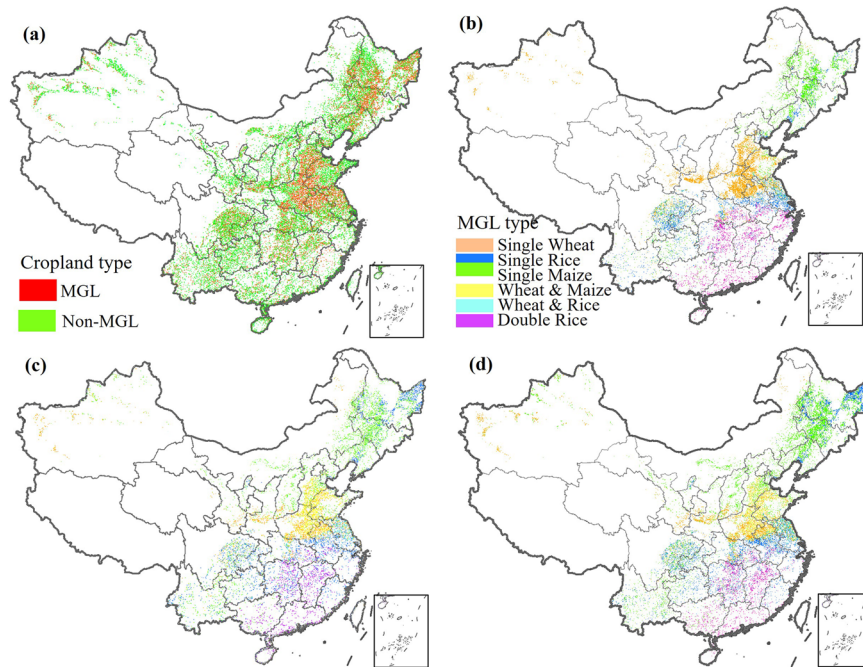 (a)
(b)
Cropland type
MGL
Non-MGL
MGL type
Single Wheat
Single Rice
Single Maize
Wheat & Maize
Wheat & Rice
Double Rice
(c)
(d)